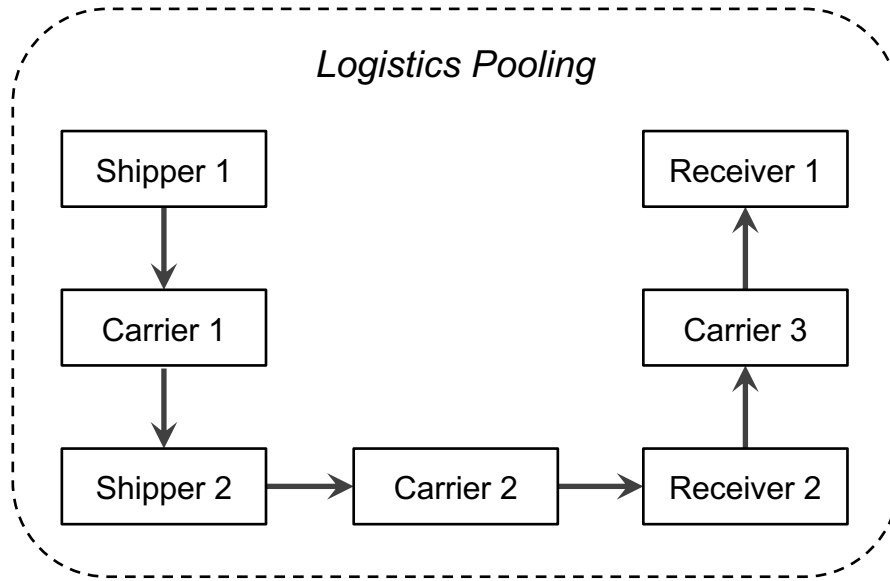 Logistics Pooling
Shipper 1
Receiver 1
Carrier 1
Carrier 3
Shipper 2
Carrier 2
Receiver 2